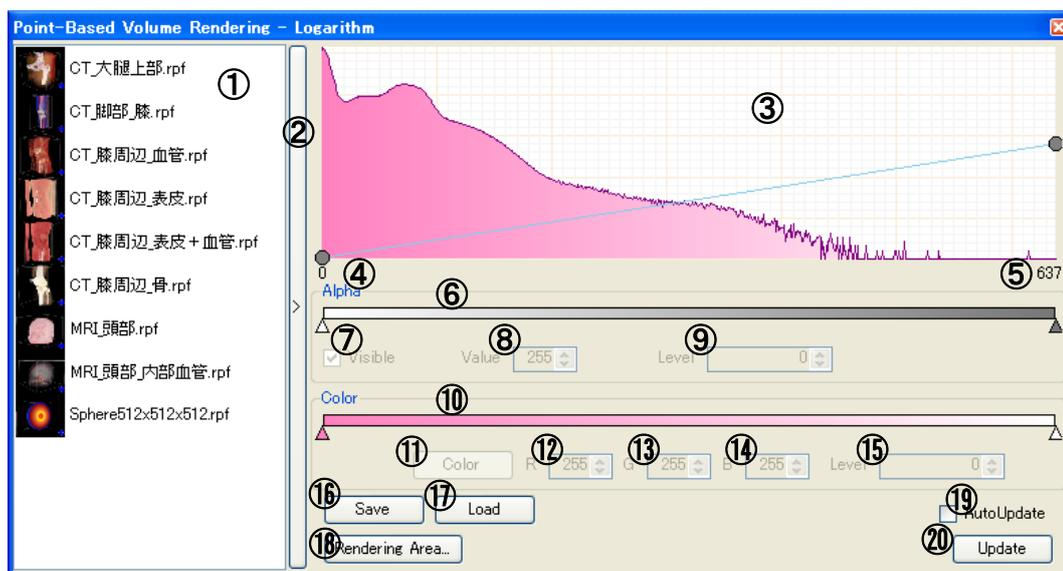 Point-Based Volume Rendering - Logarithm
CT_大腿上部.rpf
①
CT_脚部_膝.rpf
CT_膝周辺_血管.rpf
CT_膝周辺_表皮.rpf
CT_膝周辺_表皮＋血管.rpf
CT_膝周辺_骨.rpf
MRI_頭部.rpf
MRI_頭部_内部血管.rpf
Sphere512x512x512.rpf
②
>
③
0 ④ ⑤ 637
Alpha ⑥
⑦ ⑧ ⑨
Visible Value 255 Level 0
Color ⑩
⑪ ⑫ ⑬ ⑭ ⑮
Color R 255 G 255 B 255 Level 0
⑯ Save ⑰ Load ⑲ AutoUpdate
⑱ Rendering Area... ⑳ Update